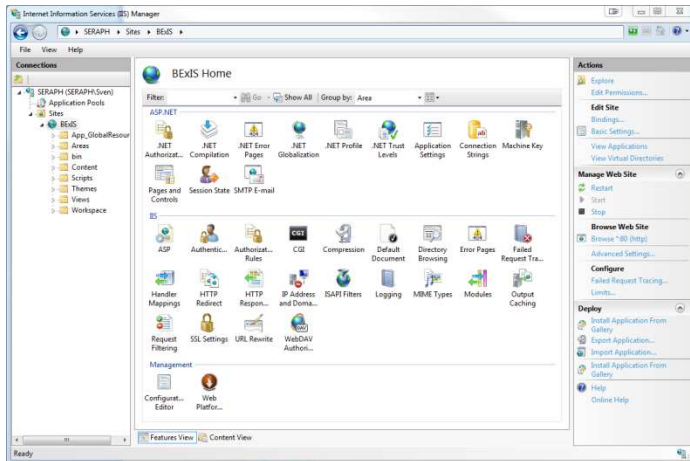 Internet Information Services (IIS) Manager
SERAPH Sites BExIS
File View Help
Connections
SERAPH (SERAPH\Sven)
Application Pools
Sites
BExIS
App_GlobalResour
Areas
bin
Content
Scripts
Themes
Views
Workspace
BExIS Home
Filter: Go Show All Group by: Area
ASP.NET
.NET Authorizat... .NET Compilation .NET Error Pages .NET Globalization .NET Profile .NET Trust Levels Application Settings Connection Strings Machine Key
Pages and Controls Session State SMTP E-mail
IIS
ASP Authentic... Authorizat... Rules CGI Compression Default Document Directory Browsing Error Pages Failed Request Tra...
Handler Mappings HTTP Redirect HTTP Respon... IP Address and Doma... ISAPI Filters Logging MIME Types Modules Output Caching
Request Filtering SSL Settings URL Rewrite WebDAV Authori...
Management
Configurat... Editor Web Platfor...
Features View Content View
Ready
Actions
Explore
Edit Permissions...
Edit Site
Bindings...
Basic Settings...
View Applications
View Virtual Directories
Manage Web Site
Restart
Start
Stop
Browse Web Site
Browse *:80 (http)
Advanced Settings...
Configure
Failed Request Tracing...
Limits...
Deploy
Install Application From Gallery
Export Application...
Import Application...
Install Application From Gallery
Help
Online Help